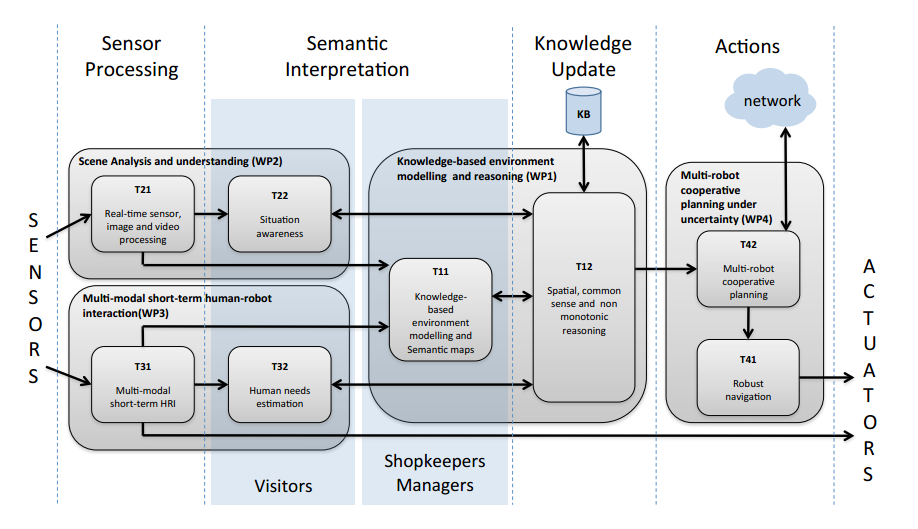 Sensor
Processing
Semantic
Interpretation
Knowledge
Update
Actions
KB
network
Scene Analysis and understanding (WP2)
T21
Real-time sensor,
image and video
processing
T22
Situation
awareness
Knowledge-based environment
modelling and reasoning (WP1)
T11
Knowledge-
based
environment
modelling and
Semantic maps
T12
Spatial, common
sense and non
monotonic
reasoning
Multi-robot
cooperative
planning under
uncertainty (WP4)
T42
Multi-robot
cooperative
planning
T41
Robust
navigation
Multi-modal short-term human-robot
interaction(WP3)
T31
Multi-modal
short-term HRI
T32
Human needs
estimation
Visitors
Shopkeepers
Managers
SENSORS
ACTUATORS